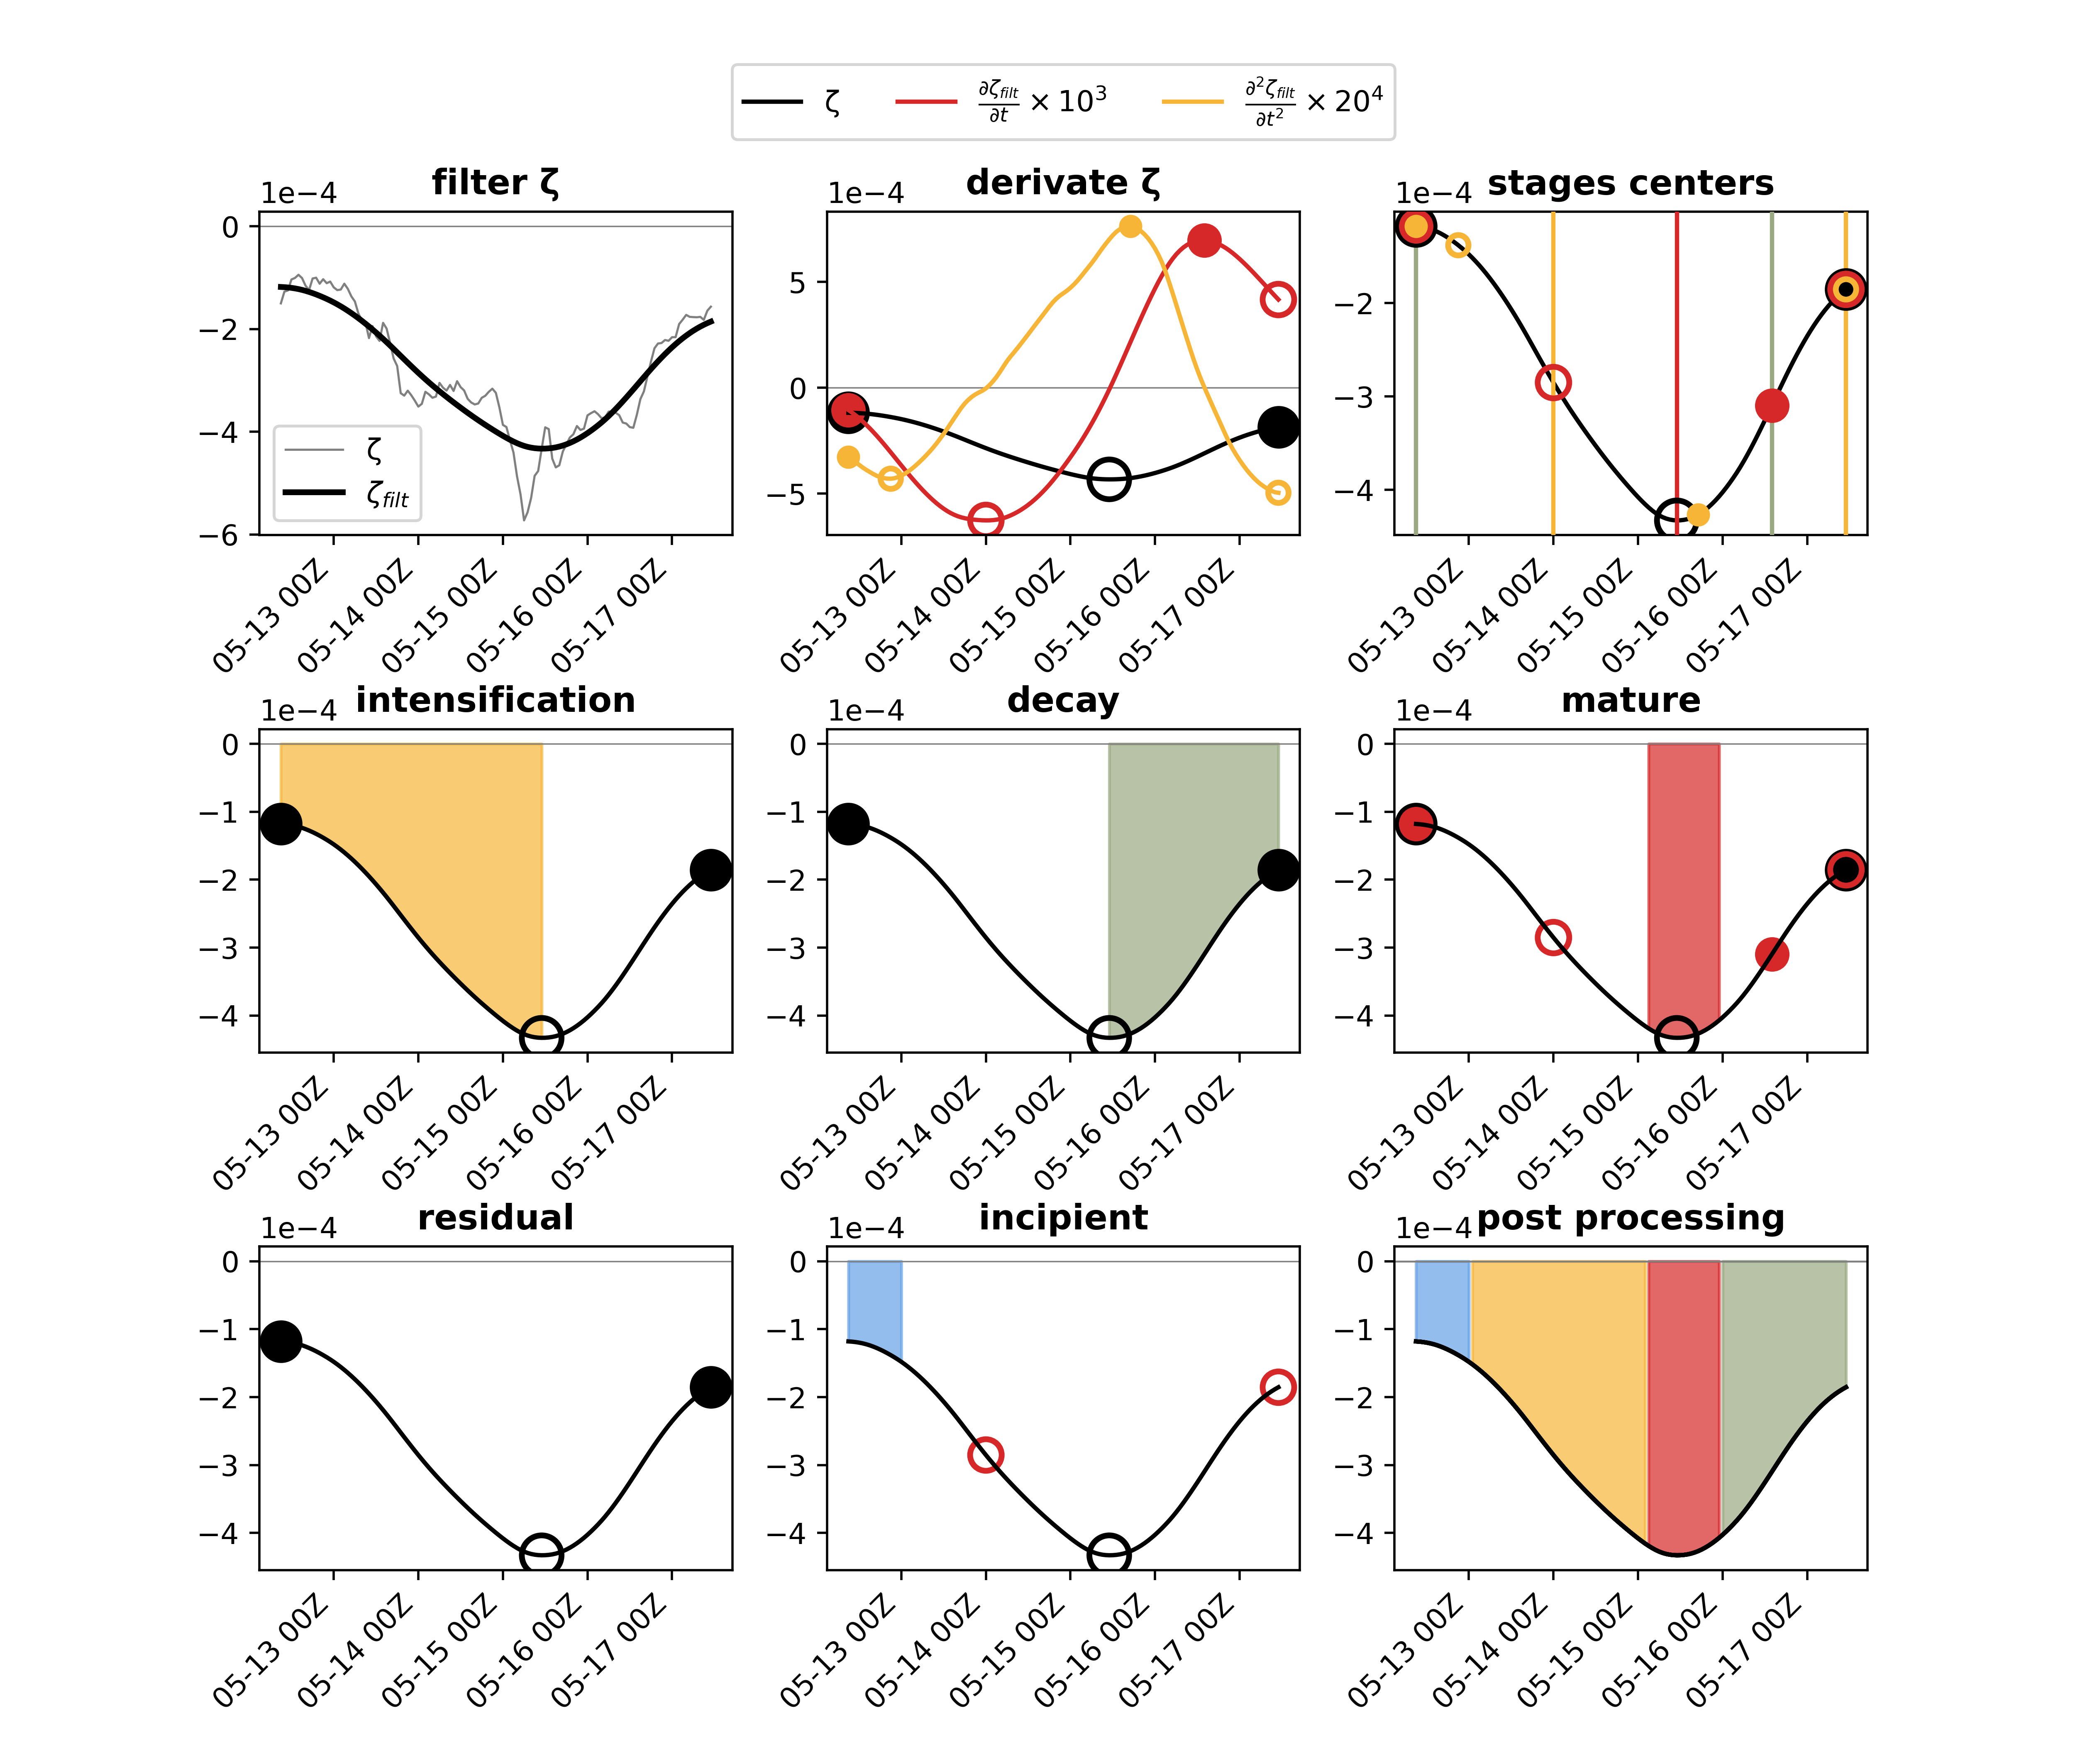 ζ ∂ζ_filt/∂t × 10³ ∂²ζ_filt/∂t² × 20⁴
filter ζ
1e−4
0
−2
−4
−6
ζ
ζ_filt
05-13 00Z
05-14 00Z
05-15 00Z
05-16 00Z
05-17 00Z
derivate ζ
1e−4
5
0
−5
05-13 00Z
05-14 00Z
05-15 00Z
05-16 00Z
05-17 00Z
stages centers
1e−4
−2
−3
−4
05-13 00Z
05-14 00Z
05-15 00Z
05-16 00Z
05-17 00Z
intensification
1e−4
0
−1
−2
−3
−4
05-13 00Z
05-14 00Z
05-15 00Z
05-16 00Z
05-17 00Z
decay
1e−4
0
−1
−2
−3
−4
05-13 00Z
05-14 00Z
05-15 00Z
05-16 00Z
05-17 00Z
mature
1e−4
0
−1
−2
−3
−4
05-13 00Z
05-14 00Z
05-15 00Z
05-16 00Z
05-17 00Z
residual
1e−4
0
−1
−2
−3
−4
05-13 00Z
05-14 00Z
05-15 00Z
05-16 00Z
05-17 00Z
incipient
1e−4
0
−1
−2
−3
−4
05-13 00Z
05-14 00Z
05-15 00Z
05-16 00Z
05-17 00Z
post processing
1e−4
0
−1
−2
−3
−4
05-13 00Z
05-14 00Z
05-15 00Z
05-16 00Z
05-17 00Z